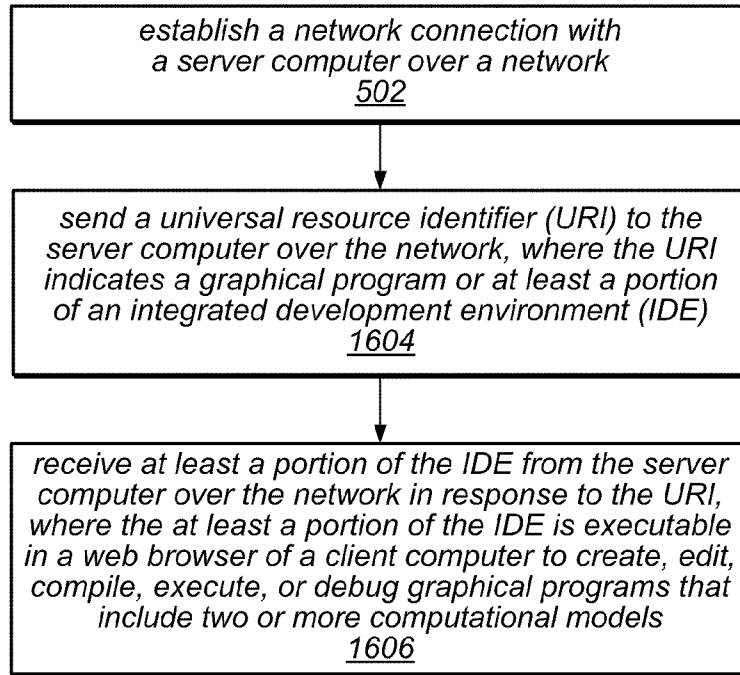 establish a network connection with
a server computer over a network
502
send a universal resource identifier (URI) to the
server computer over the network, where the URI
indicates a graphical program or at least a portion
of an integrated development environment (IDE)
1604
receive at least a portion of the IDE from the server
computer over the network in response to the URI,
where the at least a portion of the IDE is executable
in a web browser of a client computer to create, edit,
compile, execute, or debug graphical programs that
include two or more computational models
1606